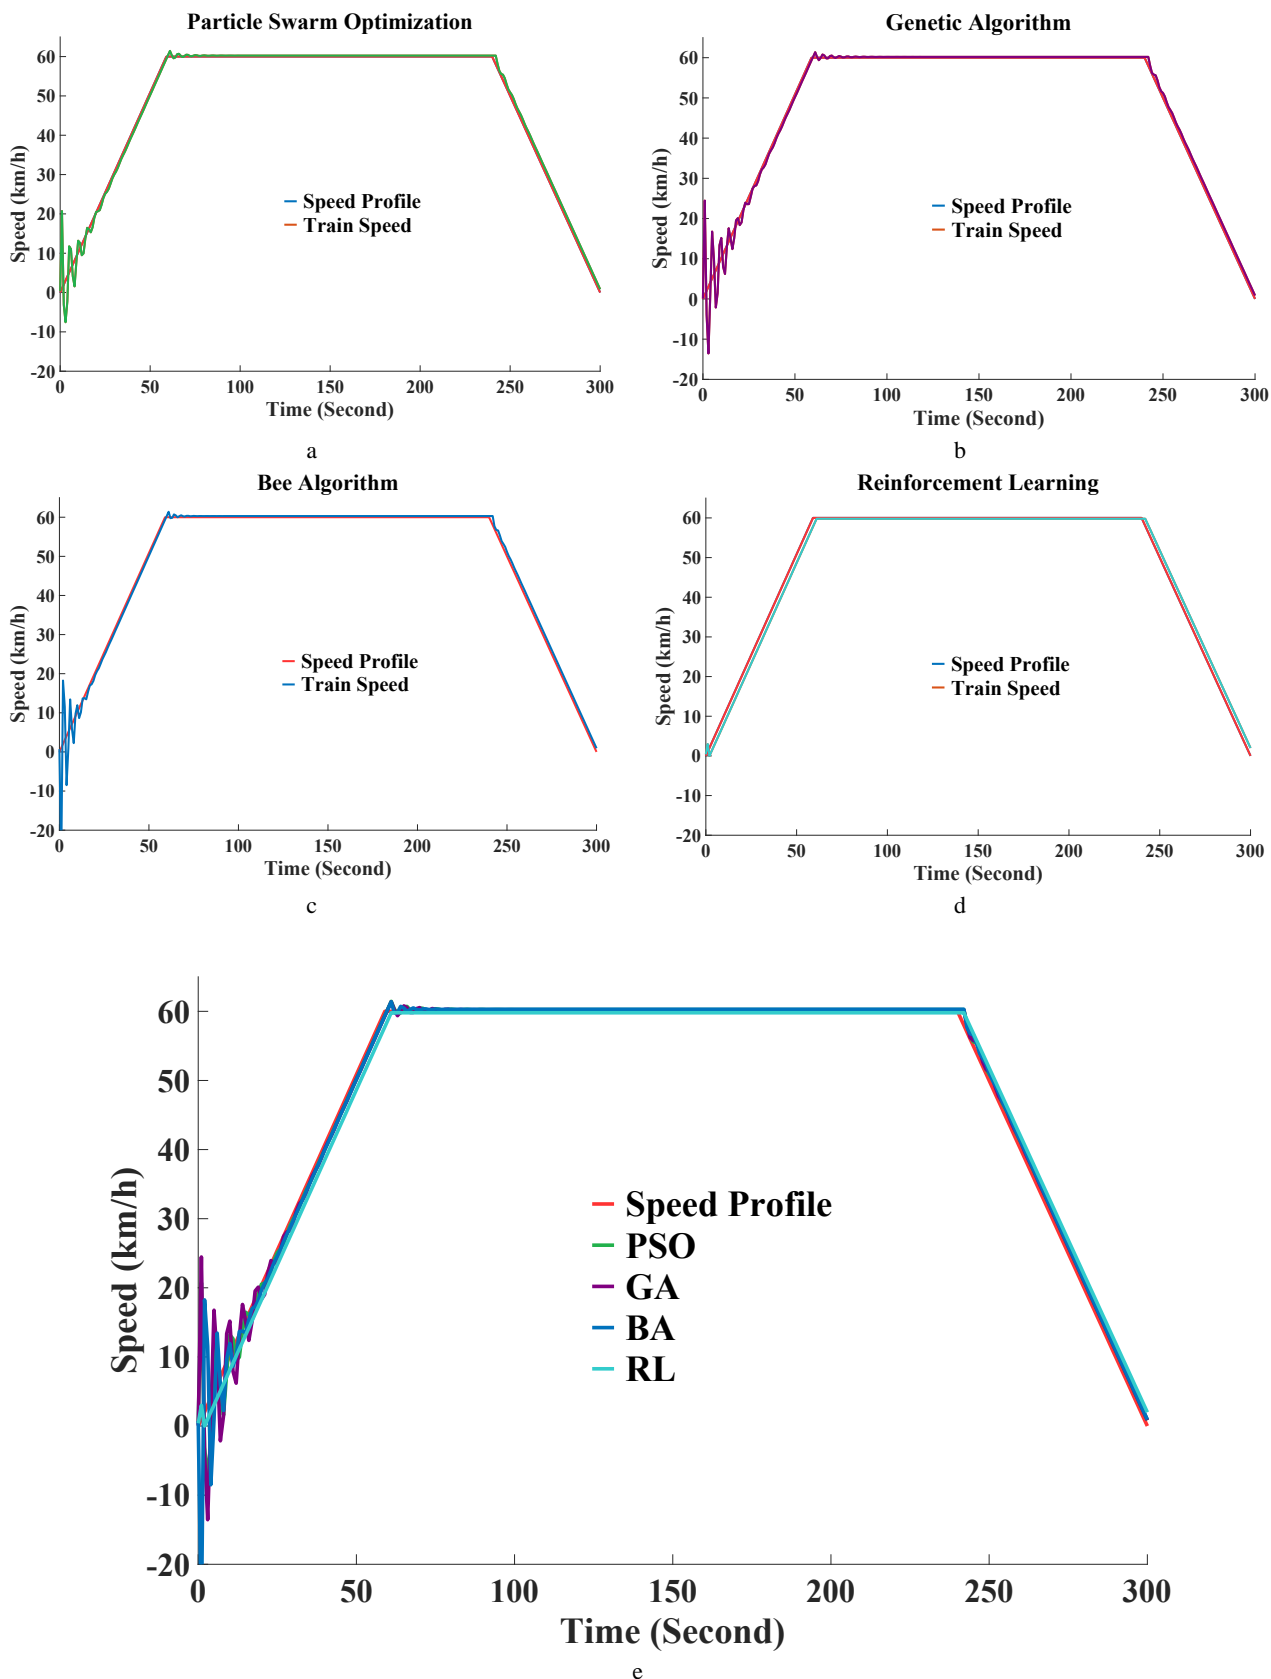 Particle Swarm Optimization
60
50
40
30
20
10
0
-10
-20
Speed (km/h)
Speed Profile
Train Speed
0 50 100 150 200 250 300
Time (Second)
a
Genetic Algorithm
60
50
40
30
20
10
0
-10
-20
Speed (km/h)
Speed Profile
Train Speed
0 50 100 150 200 250 300
Time (Second)
b
Bee Algorithm
60
50
40
30
20
10
0
-10
-20
Speed (km/h)
Speed Profile
Train Speed
0 50 100 150 200 250 300
Time (Second)
c
Reinforcement Learning
60
50
40
30
20
10
0
-10
-20
Speed (km/h)
Speed Profile
Train Speed
0 50 100 150 200 250 300
Time (Second)
d
60
50
40
30
20
10
0
-10
-20
Speed (km/h)
Speed Profile
PSO
GA
BA
RL
0 50 100 150 200 250 300
Time (Second)
e